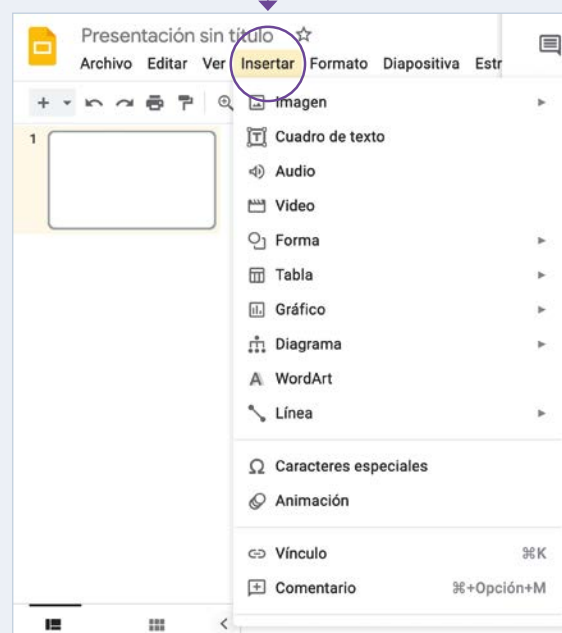 Presentación sin título
Archivo Editar Ver Insertar Formato Diapositiva Estr
1
Imagen
Cuadro de texto
Audio
Video
Forma
Tabla
Gráfico
Diagrama
WordArt
Línea
Caracteres especiales
Animación
Vínculo ⌘K
Comentario ⌘+Opción+M